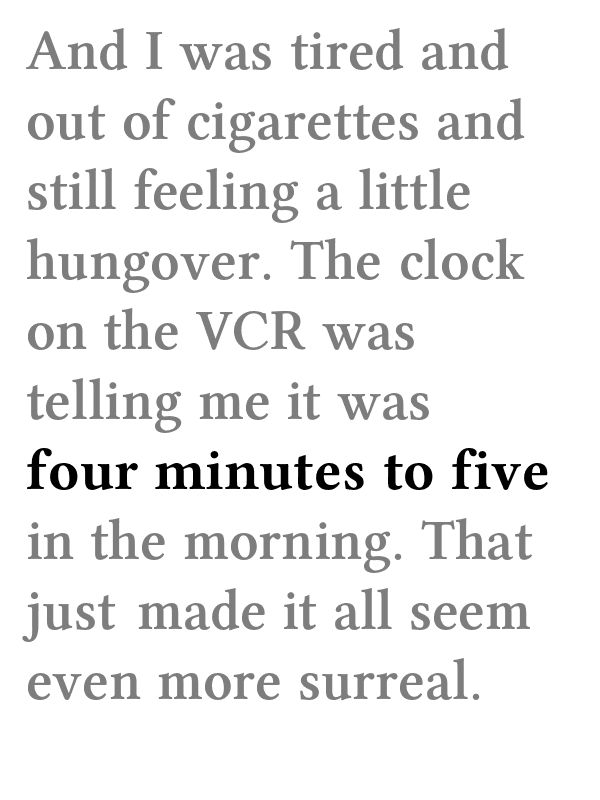 And I was tired and
out of cigarettes and
still feeling a little
hungover. The clock
on the VCR was
telling me it was
four minutes to five
in the morning. That
just made it all seem
even more surreal.